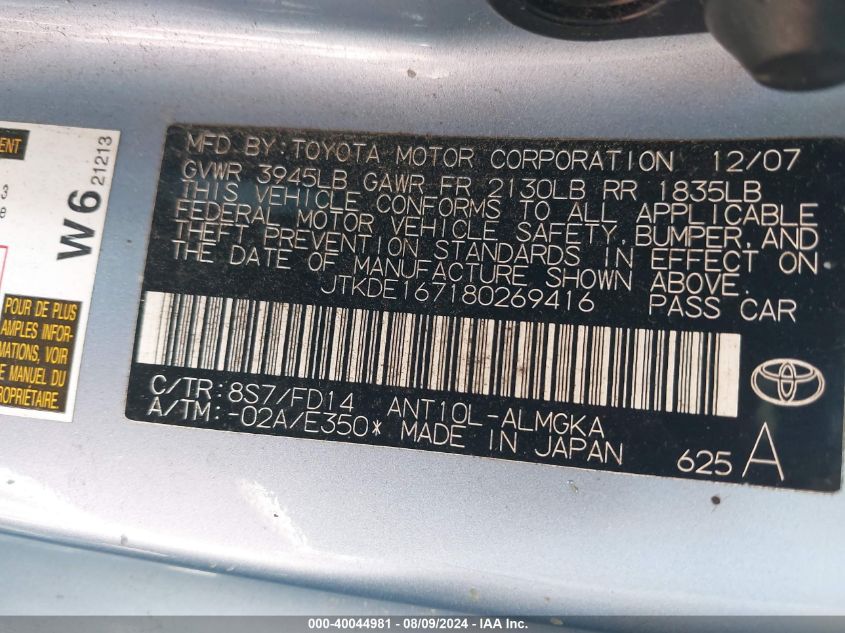 EMENT
3
e
W6 21213
POUR DE PLUS
AMPLES INFOR-
MATIONS, VOIR
LE MANUEL DU
PROPRIÉTAIRE.
MFD BY: TOYOTA MOTOR CORPORATION 12/07
GVWR 3945LB GAWR FR 2130LB RR 1835LB
THIS VEHICLE CONFORMS TO ALL APPLICABLE
FEDERAL MOTOR VEHICLE SAFETY, BUMPER, AND
THEFT PREVENTION STANDARDS IN EFFECT ON
THE DATE OF MANUFACTURE SHOWN ABOVE.
JTKDE167180269416 PASS CAR
C/TR: 8S7/FD14 ANT10L-ALMGKA
A/TM: -02A/E350* MADE IN JAPAN
625 A
000-40044981 - 08/09/2024 - IAA Inc.